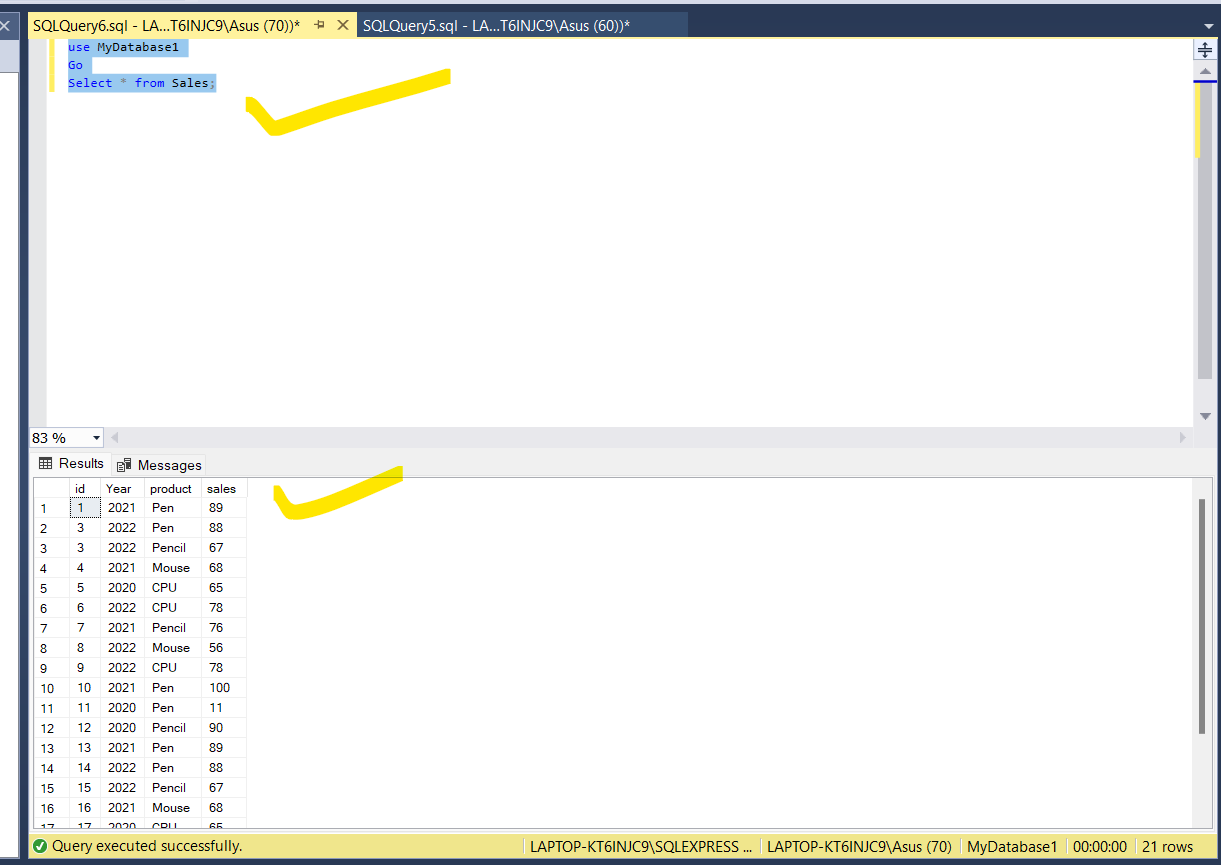 SQLQuery6.sql - LA...T6INJC9\Asus (70))* SQLQuery5.sql - LA...T6INJC9\Asus (60))*
use MyDatabase1
Go
Select * from Sales;
83 %
Results Messages
id Year product sales
1 1 2021 Pen 89
2 3 2022 Pen 88
3 3 2022 Pencil 67
4 4 2021 Mouse 68
5 5 2020 CPU 65
6 6 2022 CPU 78
7 7 2021 Pencil 76
8 8 2022 Mouse 56
9 9 2022 CPU 78
10 10 2021 Pen 100
11 11 2020 Pen 11
12 12 2020 Pencil 90
13 13 2021 Pen 89
14 14 2022 Pen 88
15 15 2022 Pencil 67
16 16 2021 Mouse 68
17 17 2020 CPU 65
Query executed successfully. LAPTOP-KT6INJC9\SQLEXPRESS ... LAPTOP-KT6INJC9\Asus (70) MyDatabase1 00:00:00 21 rows